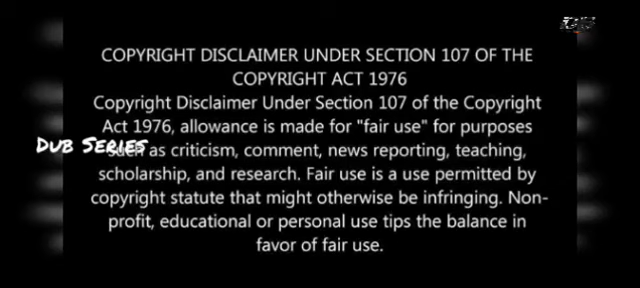 COPYRIGHT DISCLAIMER UNDER SECTION 107 OF THE
COPYRIGHT ACT 1976
Copyright Disclaimer Under Section 107 of the Copyright
Act 1976, allowance is made for "fair use" for purposes
such as criticism, comment, news reporting, teaching,
Dub Series
scholarship, and research. Fair use is a use permitted by
copyright statute that might otherwise be infringing. Non-
profit, educational or personal use tips the balance in
favor of fair use.